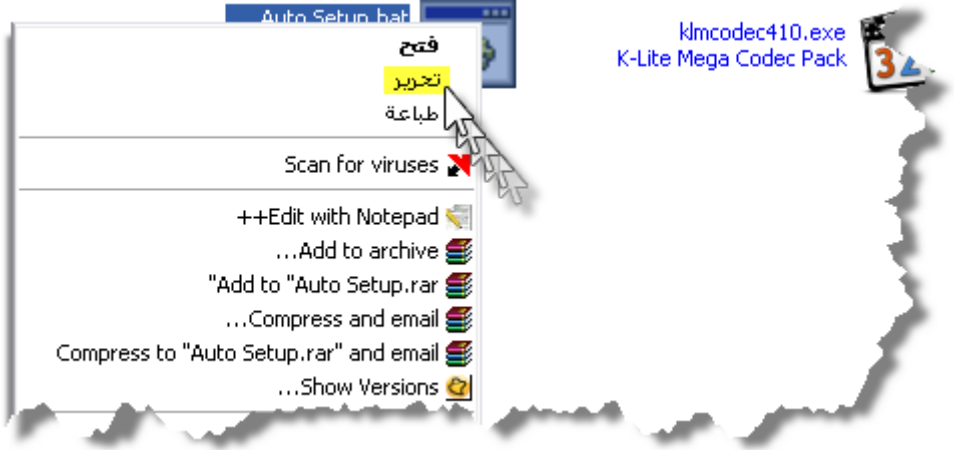 Auto Setup.bat
klmcodec410.exe
K-Lite Mega Codec Pack
فتح
تحرير
طباعة
Scan for viruses
++Edit with Notepad
...Add to archive
"Add to "Auto Setup.rar
...Compress and email
Compress to "Auto Setup.rar" and email
...Show Versions